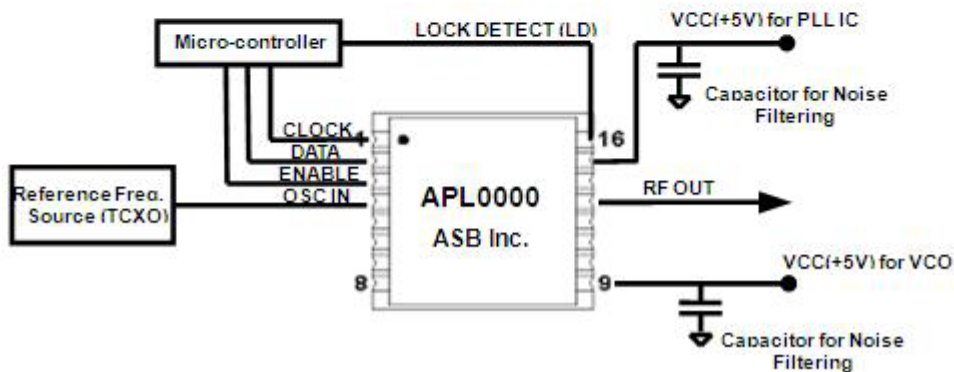 Micro-controller
LOCK DETECT (LD)
VCC(+5V) for PLL IC
Capacitor for Noise
Filtering
CLOCK
1
16
DATA
ENABLE
OSC IN
Reference Freq.
Source (TCXO)
APL0000
ASB Inc.
RF OUT
8
9
VCC(+5V) for VCO
Capacitor for Noise
Filtering